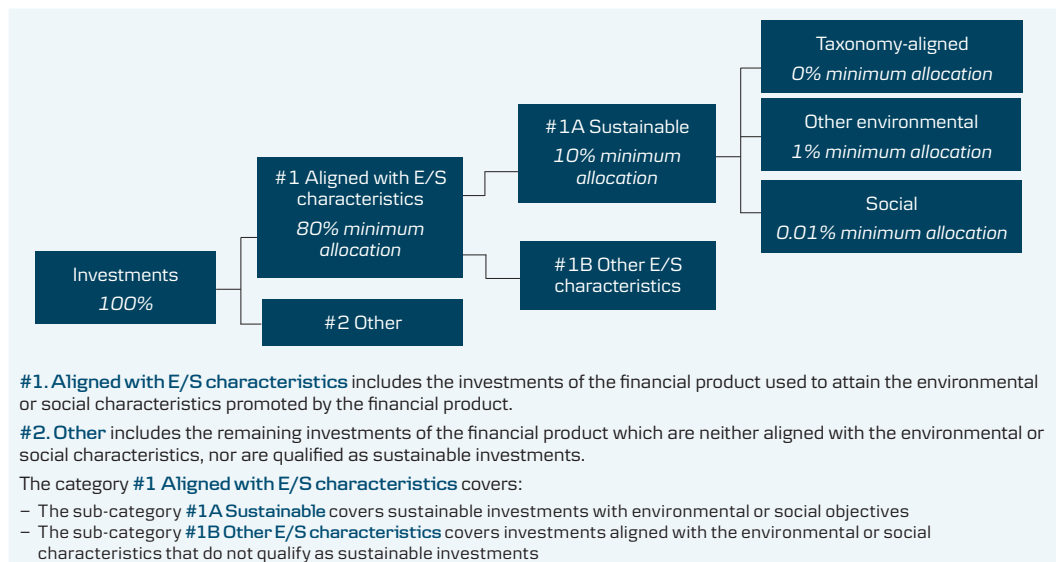 Taxonomy-aligned
0% minimum allocation
#1A Sustainable
10% minimum
allocation
Other environmental
1% minimum allocation
#1 Aligned with E/S
characteristics
80% minimum
allocation
Social
0.01% minimum allocation
#1B Other E/S
characteristics
Investments
100%
#2 Other
#1. Aligned with E/S characteristics includes the investments of the financial product used to attain the environmental
or social characteristics promoted by the financial product.
#2. Other includes the remaining investments of the financial product which are neither aligned with the environmental or
social characteristics, nor are qualified as sustainable investments.
The category #1 Aligned with E/S characteristics covers:
– The sub-category #1A Sustainable covers sustainable investments with environmental or social objectives
– The sub-category #1B Other E/S characteristics covers investments aligned with the environmental or social
characteristics that do not qualify as sustainable investments